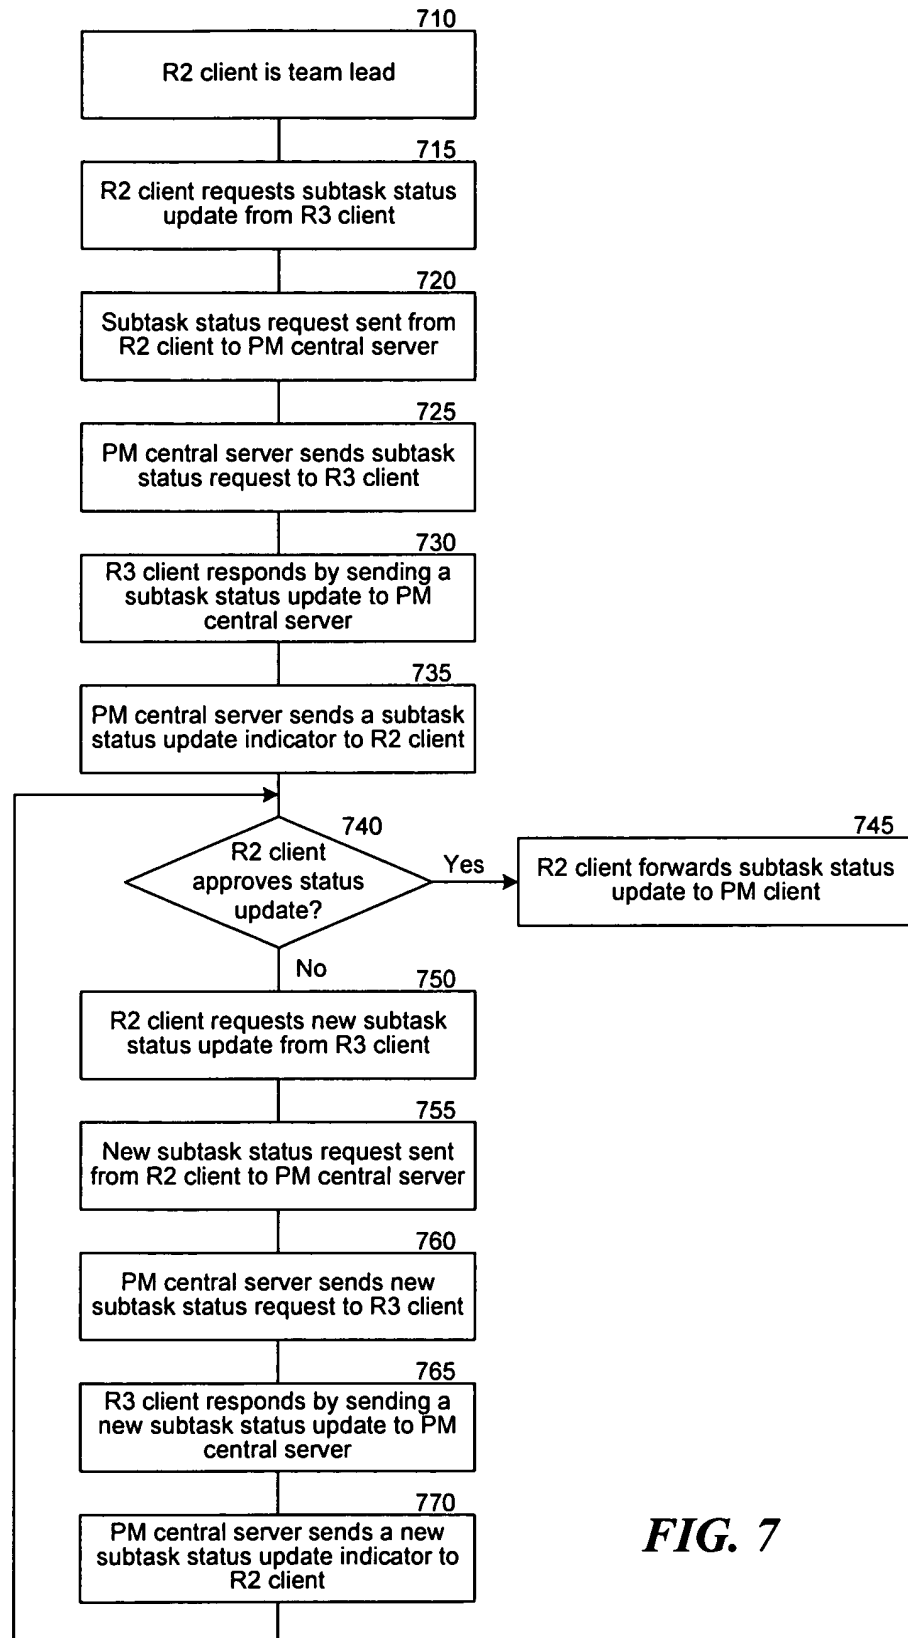 710
R2 client is team lead
715
R2 client requests subtask status
update from R3 client
720
Subtask status request sent from
R2 client to PM central server
725
PM central server sends subtask
status request to R3 client
730
R3 client responds by sending a
subtask status update to PM
central server
735
PM central server sends a subtask
status update indicator to R2 client
740
R2 client
approves status
update?
Yes
745
R2 client forwards subtask status
update to PM client
No
750
R2 client requests new subtask
status update from R3 client
755
New subtask status request sent
from R2 client to PM central server
760
PM central server sends new
subtask status request to R3 client
765
R3 client responds by sending a
new subtask status update to PM
central server
770
PM central server sends a new
subtask status update indicator to
R2 client
FIG. 7